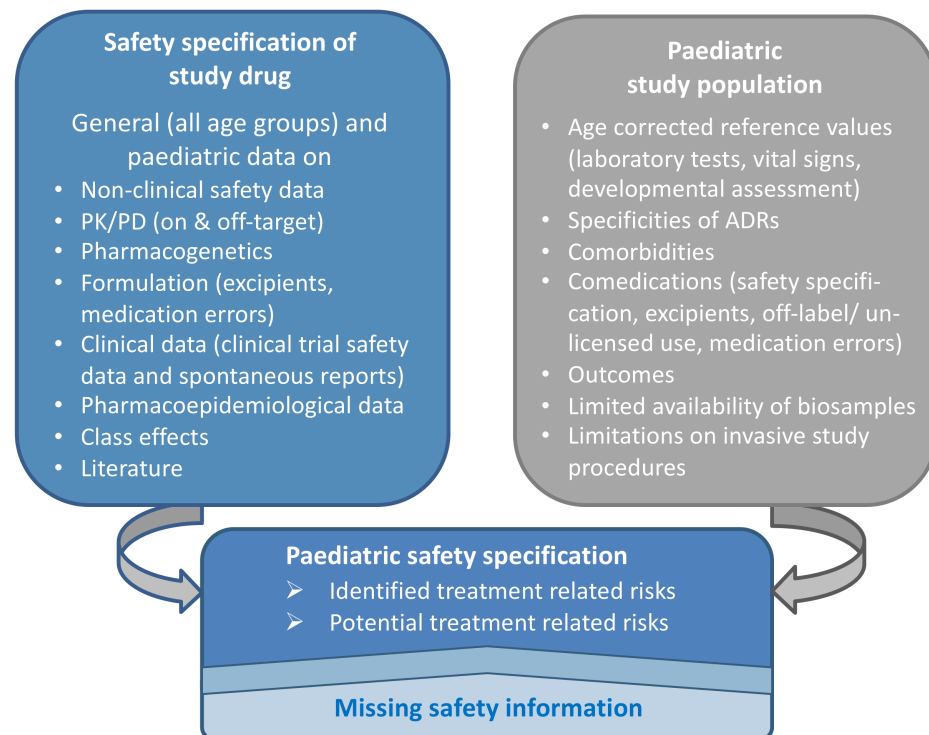 Safety specification of
study drug
General (all age groups) and
paediatric data on
• Non-clinical safety data
• PK/PD (on & off-target)
• Pharmacogenetics
• Formulation (excipients,
medication errors)
• Clinical data (clinical trial safety
data and spontaneous reports)
• Pharmacoepidemiological data
• Class effects
• Literature
Paediatric
study population
• Age corrected reference values
(laboratory tests, vital signs,
developmental assessment)
• Specificities of ADRs
• Comorbidities
• Comedications (safety specifi-
cation, excipients, off-label/ un-
licensed use, medication errors)
• Outcomes
• Limited availability of biosamples
• Limitations on invasive study
procedures
Paediatric safety specification
➢ Identified treatment related risks
➢ Potential treatment related risks
Missing safety information